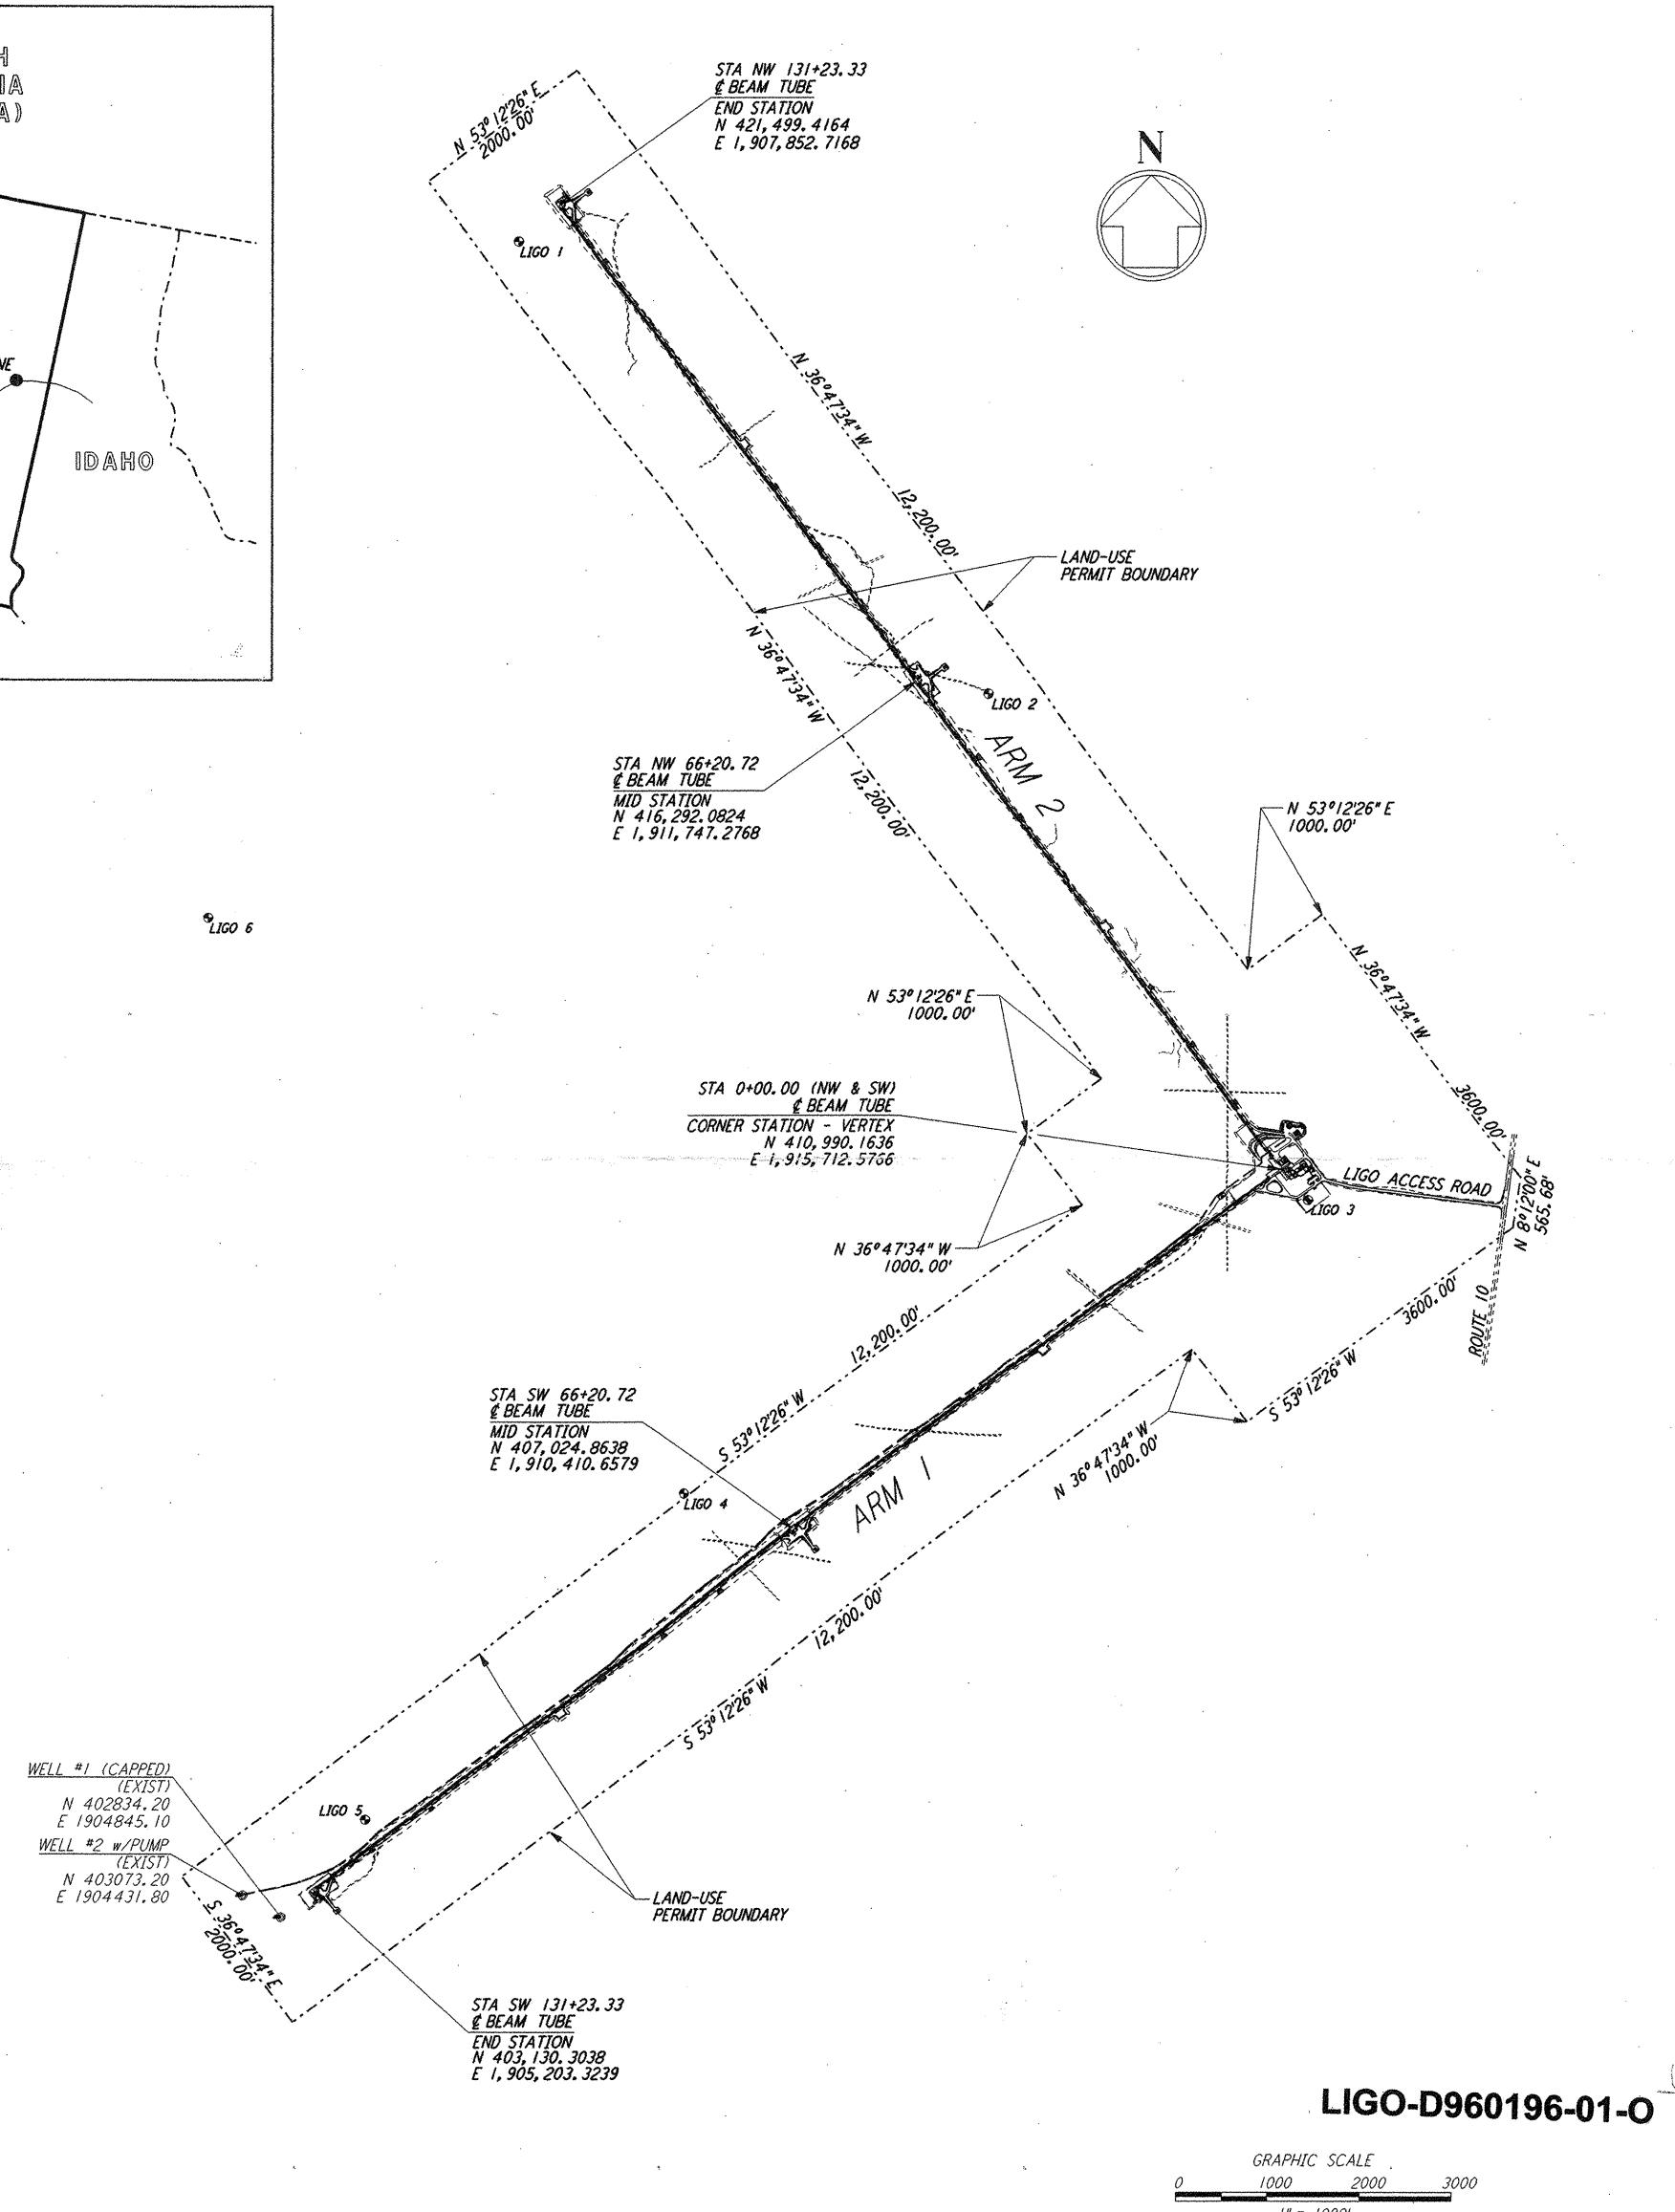 IDAHO
STA NW 131+23.33
℄ BEAM TUBE
END STATION
N 421,499.4164
E 1,907,852.7168
N 53°12'26" E
2000.00'
N
LIGO 1
N 36°47'34" W
12,200.00'
LAND-USE
PERMIT BOUNDARY
N 36°47'34" W
12,200.00'
LIGO 2
ARM 2
STA NW 66+20.72
℄ BEAM TUBE
MID STATION
N 416,292.0824
E 1,911,747.2768
N 53°12'26" E
1000.00'
LIGO 6
N 36°47'34" W
3600.00'
N 53°12'26" E
1000.00'
STA 0+00.00 (NW & SW)
℄ BEAM TUBE
CORNER STATION - VERTEX
N 410,990.1636
E 1,915,712.5766
LIGO ACCESS ROAD
N 8°12'00" E
565.68'
LIGO 3
N 36°47'34" W
1000.00'
ROUTE 10
3600.00'
S 53°12'26" W
12,200.00'
S 53°12'26" W
STA SW 66+20.72
℄ BEAM TUBE
MID STATION
N 407,024.8638
E 1,910,410.6579
N 36°47'34" W
1000.00'
LIGO 4
ARM 1
12,200.00'
S 53°12'26" W
WELL #1 (CAPPED)
(EXIST)
N 402834.20
E 1904845.10
WELL #2 w/PUMP
(EXIST)
N 403073.20
E 1904431.80
LIGO 5
S 36°47'34" E
2000.00'
LAND-USE
PERMIT BOUNDARY
STA SW 131+23.33
℄ BEAM TUBE
END STATION
N 403,130.3038
E 1,905,203.3239
LIGO-D960196-01-O
GRAPHIC SCALE
0 1000 2000 3000